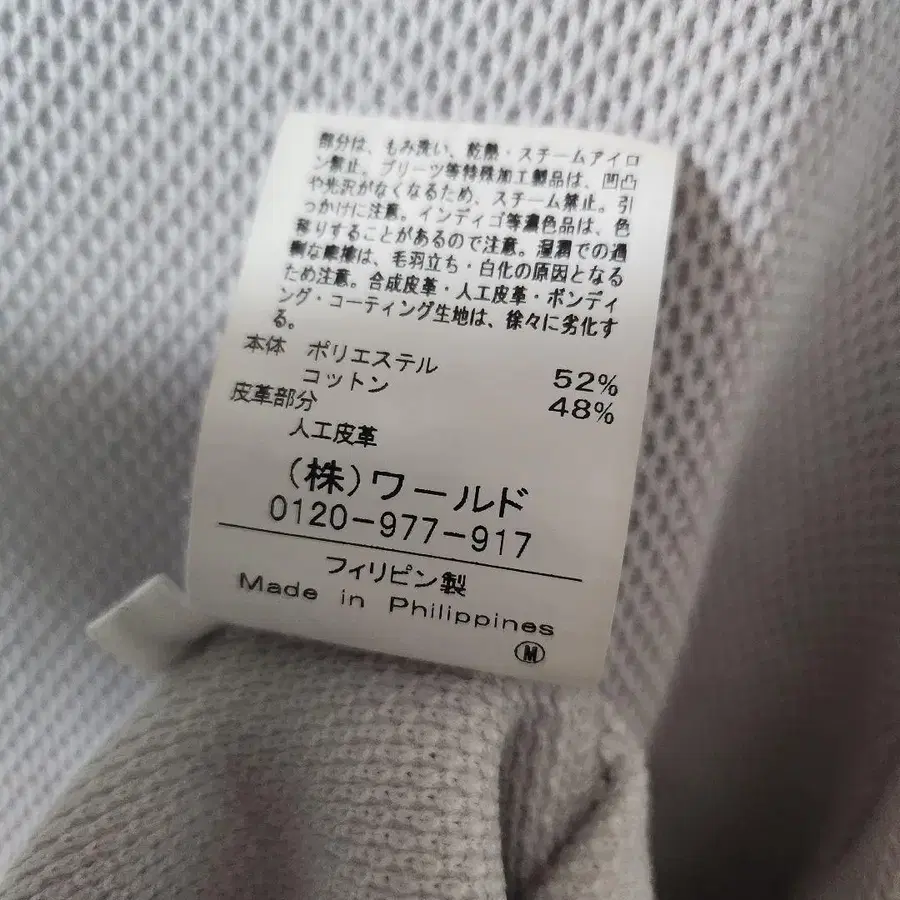 部分は、もみ洗い、乾熱・スチームアイロ
ン禁止。プリーツ等特殊加工製品は、凹凸
や光沢がなくなるため、スチーム禁止。引
っかけに注意。インディゴ等濃色品は、色
移りすることがあるので注意。湿潤での過
剰な摩擦は、毛羽立ち・白化の原因となる
ため注意。合成皮革・人工皮革・ボンディ
ング・コーティング生地は、徐々に劣化す
る。
本体 ポリエステル 52%
コットン 48%
皮革部分
人工皮革
(株)ワールド
0120-977-917
フィリピン製
Made in Philippines
M